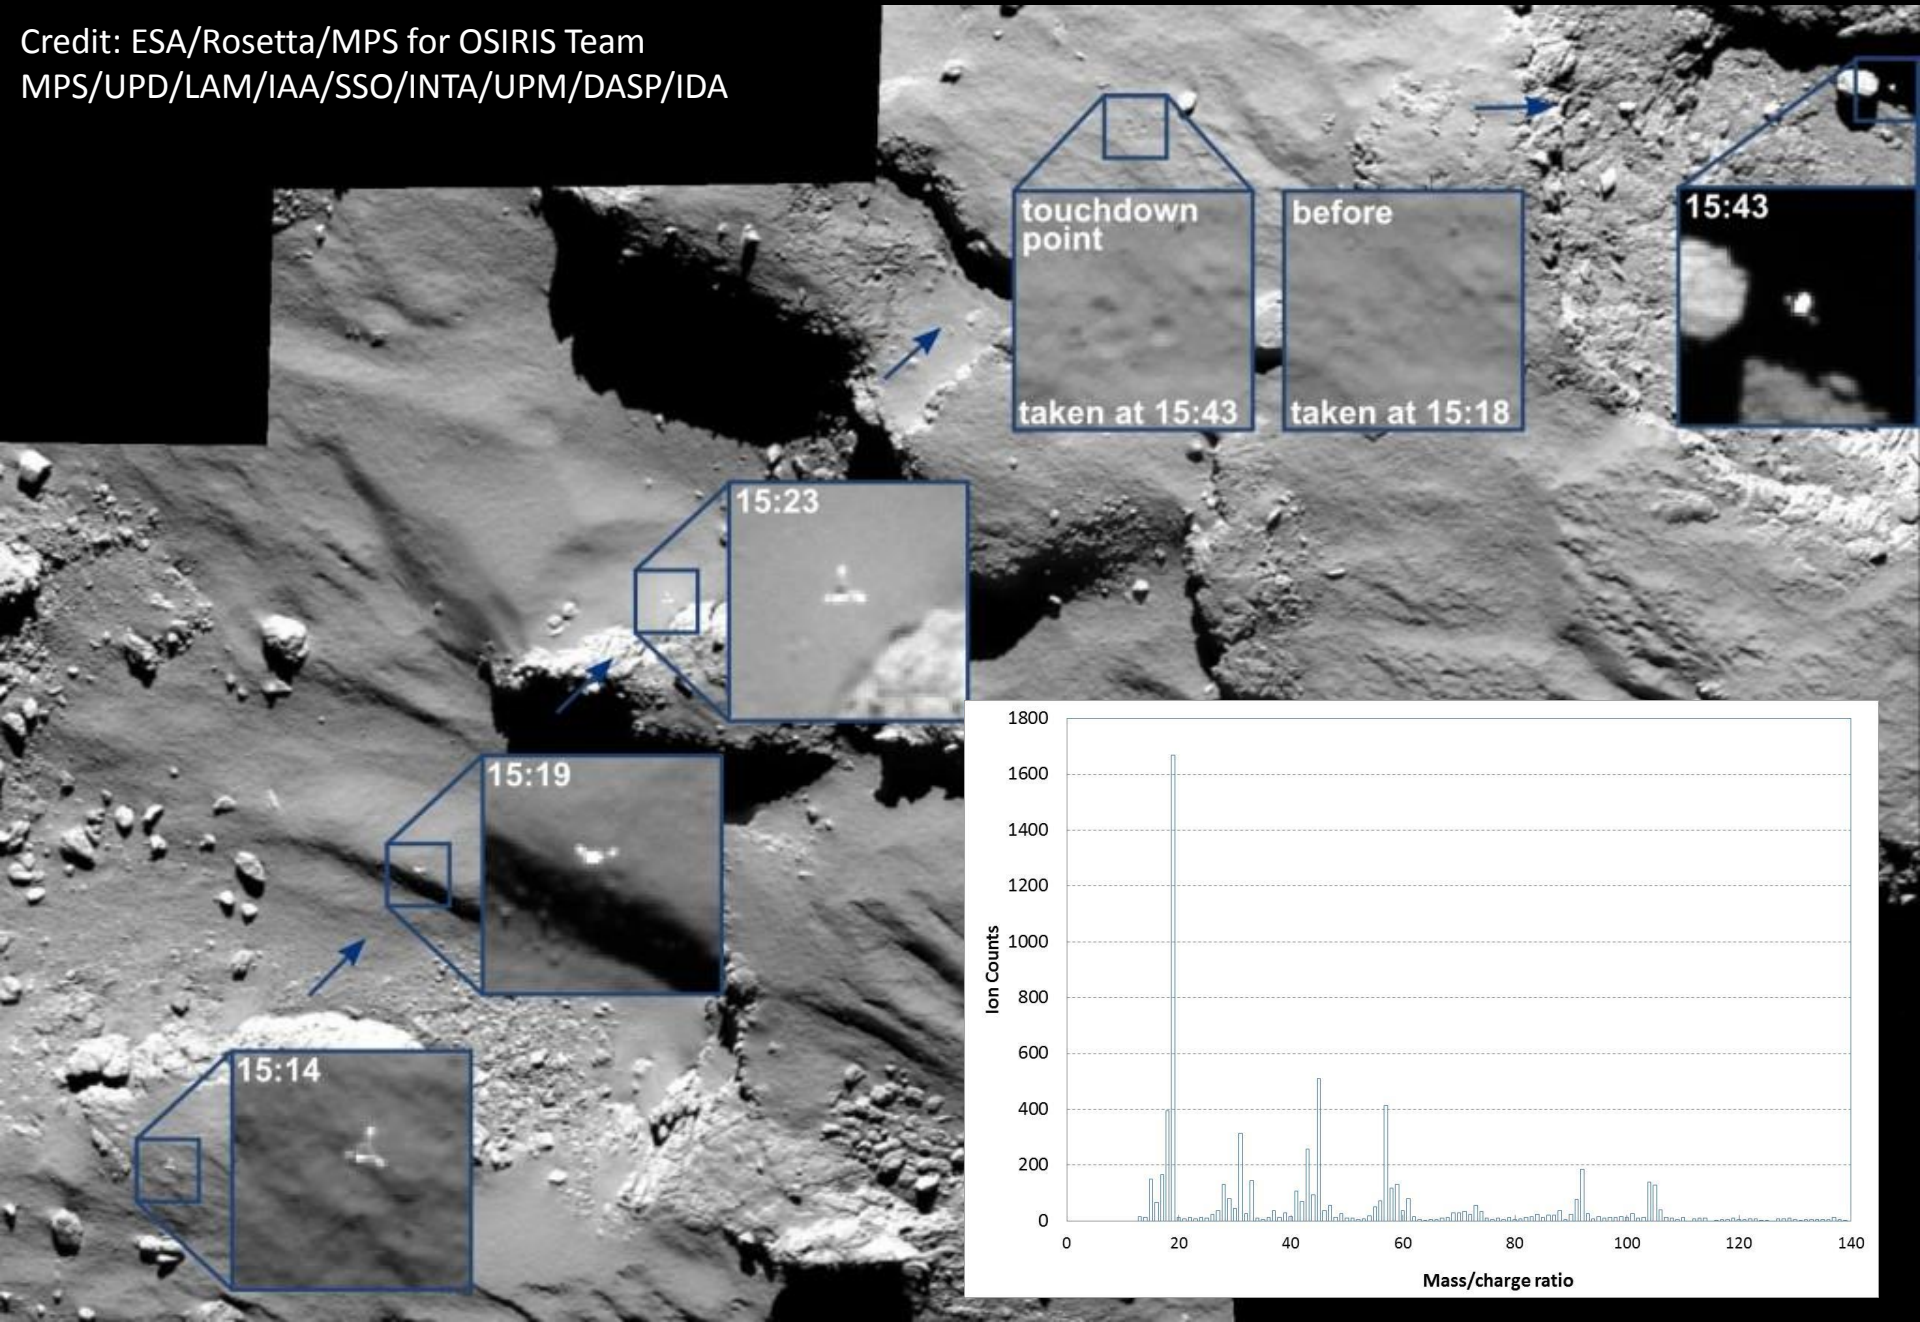 Credit: ESA/Rosetta/MPS for OSIRIS Team
MPS/UPD/LAM/IAA/SSO/INTA/UPM/DASP/IDA
touchdown
point
taken at 15:43
before
taken at 15:18
15:43
15:23
15:19
15:14
1800
1600
1400
1200
1000
800
600
400
200
0
Ion Counts
0 20 40 60 80 100 120 140
Mass/charge ratio